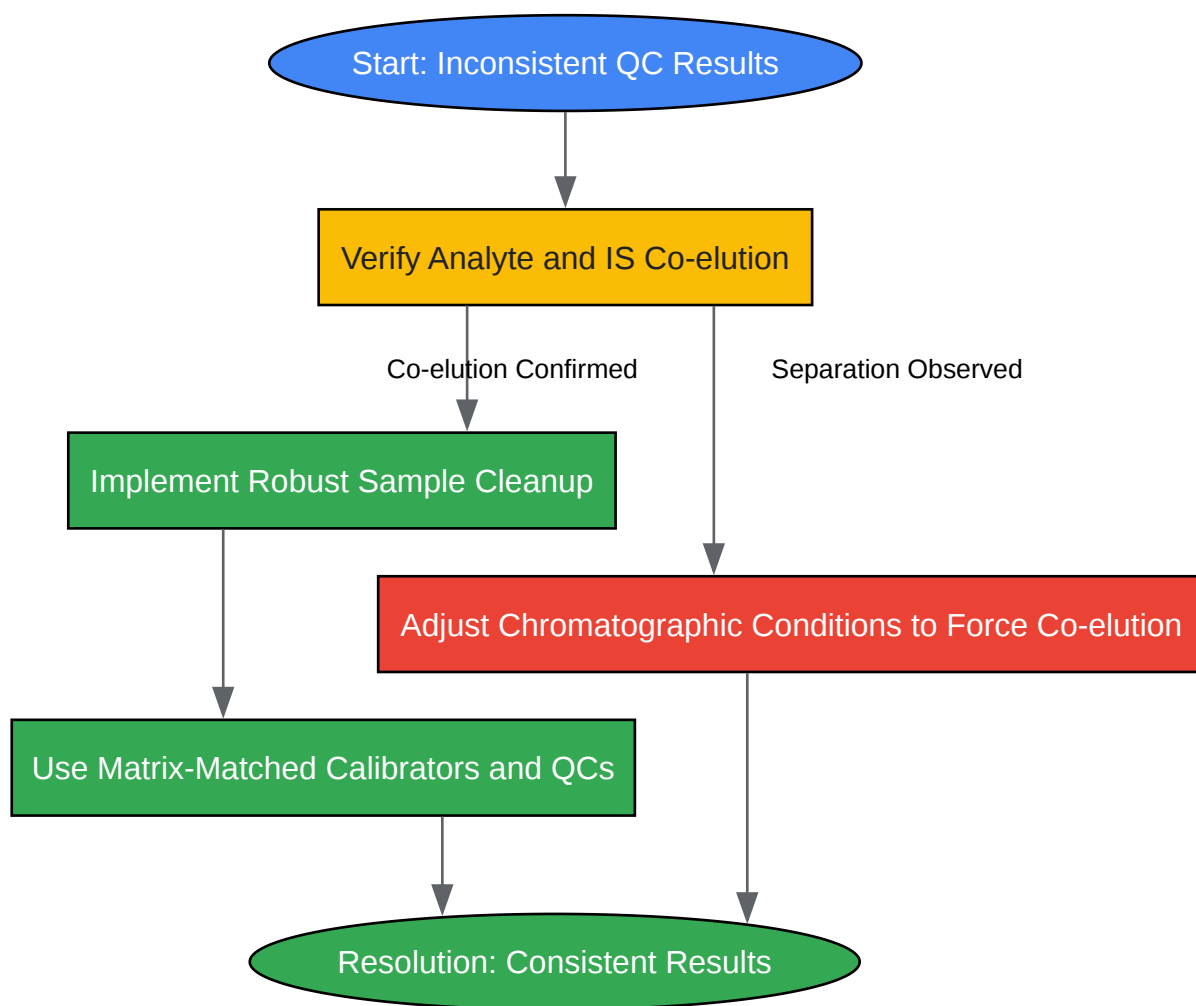 Start: Inconsistent QC Results
Verify Analyte and IS Co-elution
Co-elution Confirmed
Separation Observed
Implement Robust Sample Cleanup
Adjust Chromatographic Conditions to Force Co-elution
Use Matrix-Matched Calibrators and QCs
Resolution: Consistent Results